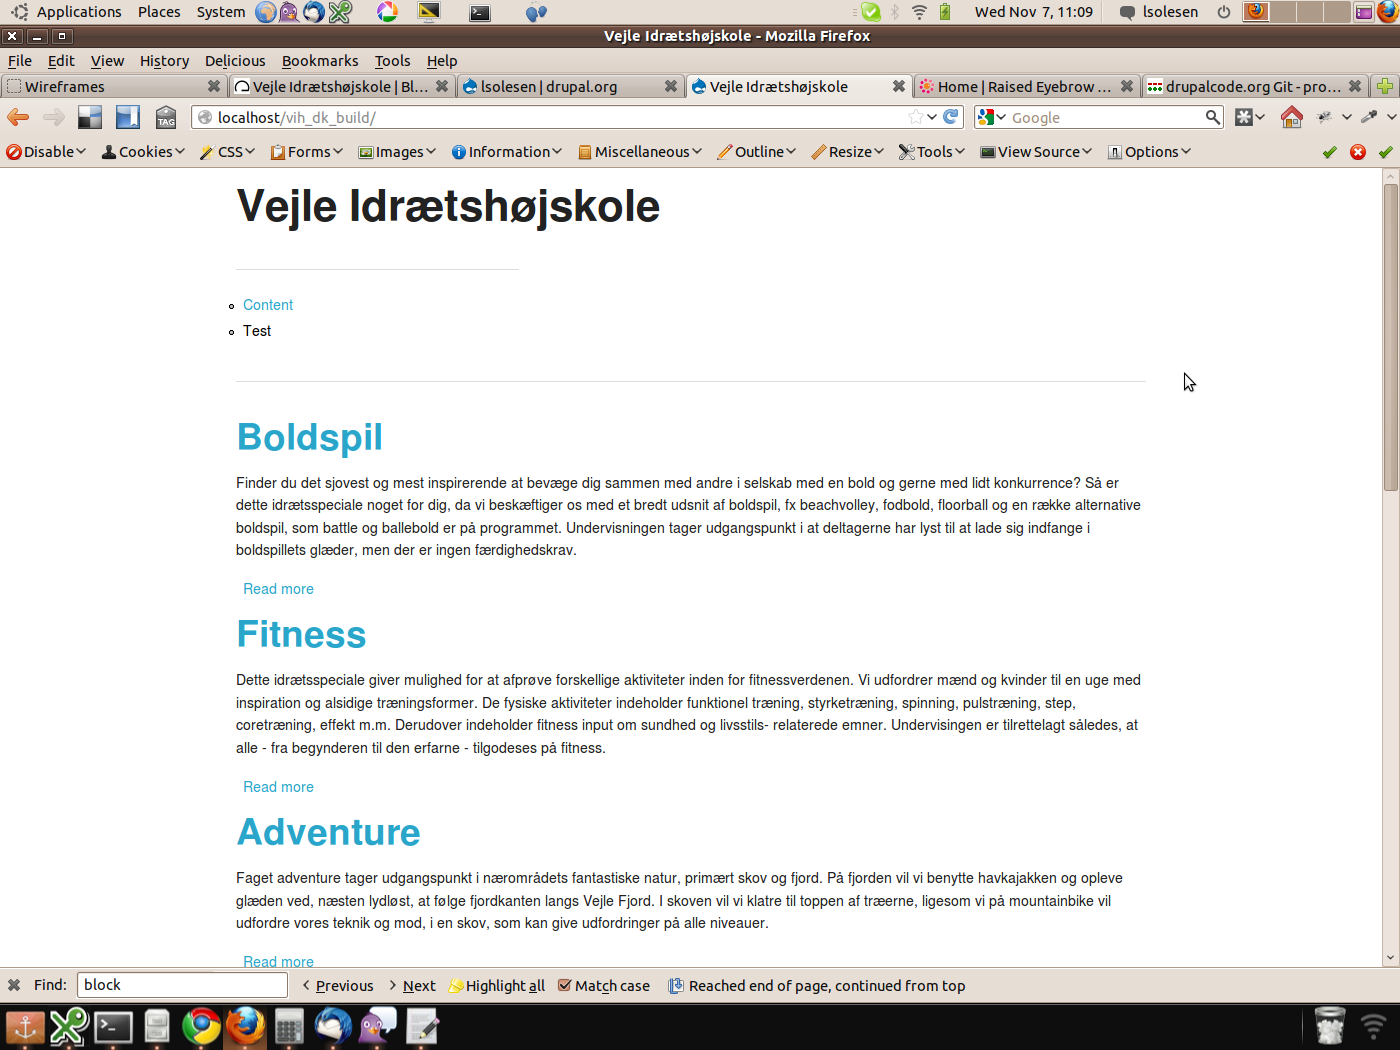 Applications Places System Wed Nov 7, 11:09 lsolesen
Vejle Idrætshøjskole - Mozilla Firefox
File Edit View History Delicious Bookmarks Tools Help
Wireframes Vejle Idrætshøjskole | Bl... lsolesen | drupal.org Vejle Idrætshøjskole Home | Raised Eyebrow ... drupalcode.org Git - pro...
TAG localhost/vih_dk_build/ Google
Disable Cookies CSS Forms Images Information Miscellaneous Outline Resize Tools View Source Options
Vejle Idrætshøjskole
Content
Test
Boldspil
Finder du det sjovest og mest inspirerende at bevæge dig sammen med andre i selskab med en bold og gerne med lidt konkurrence? Så er
dette idrætsspeciale noget for dig, da vi beskæftiger os med et bredt udsnit af boldspil, fx beachvolley, fodbold, floorball og en række alternative
boldspil, som battle og ballebold er på programmet. Undervisningen tager udgangspunkt i at deltagerne har lyst til at lade sig indfange i
boldspillets glæder, men der er ingen færdighedskrav.
Read more
Fitness
Dette idrætsspeciale giver mulighed for at afprøve forskellige aktiviteter inden for fitnessverdenen. Vi udfordrer mænd og kvinder til en uge med
inspiration og alsidige træningsformer. De fysiske aktiviteter indeholder funktionel træning, styrketræning, spinning, pulstræning, step,
coretræning, effekt m.m. Derudover indeholder fitness input om sundhed og livsstils- relaterede emner. Undervisingen er tilrettelagt således, at
alle - fra begynderen til den erfarne - tilgodeses på fitness.
Read more
Adventure
Faget adventure tager udgangspunkt i nærområdets fantastiske natur, primært skov og fjord. På fjorden vil vi benytte havkajakken og opleve
glæden ved, næsten lydløst, at følge fjordkanten langs Vejle Fjord. I skoven vil vi klatre til toppen af træerne, ligesom vi på mountainbike vil
udfordre vores teknik og mod, i en skov, som kan give udfordringer på alle niveauer.
Read more
Find: block Previous Next Highlight all Match case Reached end of page, continued from top